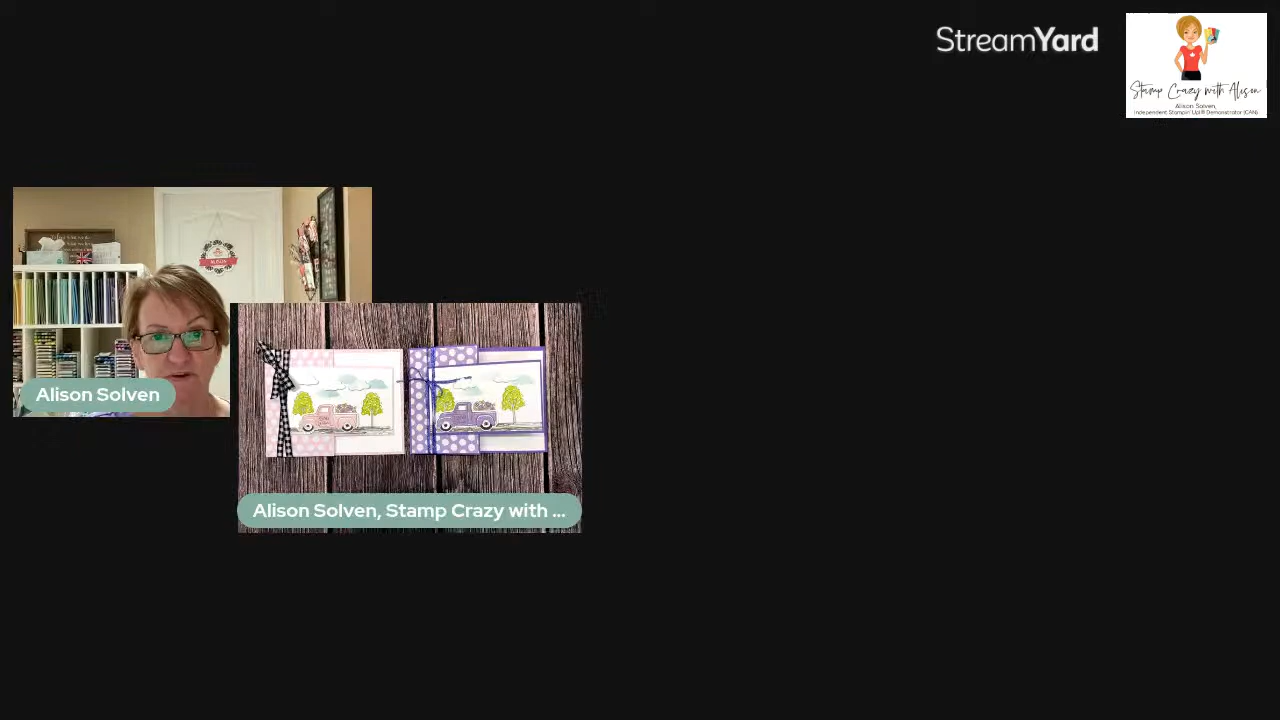 StreamYard
Stamp Crazy with Alison
Alison Solven,
Independent Stampin' Up!® Demonstrator (CAN)
Alison Solven
Alison Solven, Stamp Crazy with ...